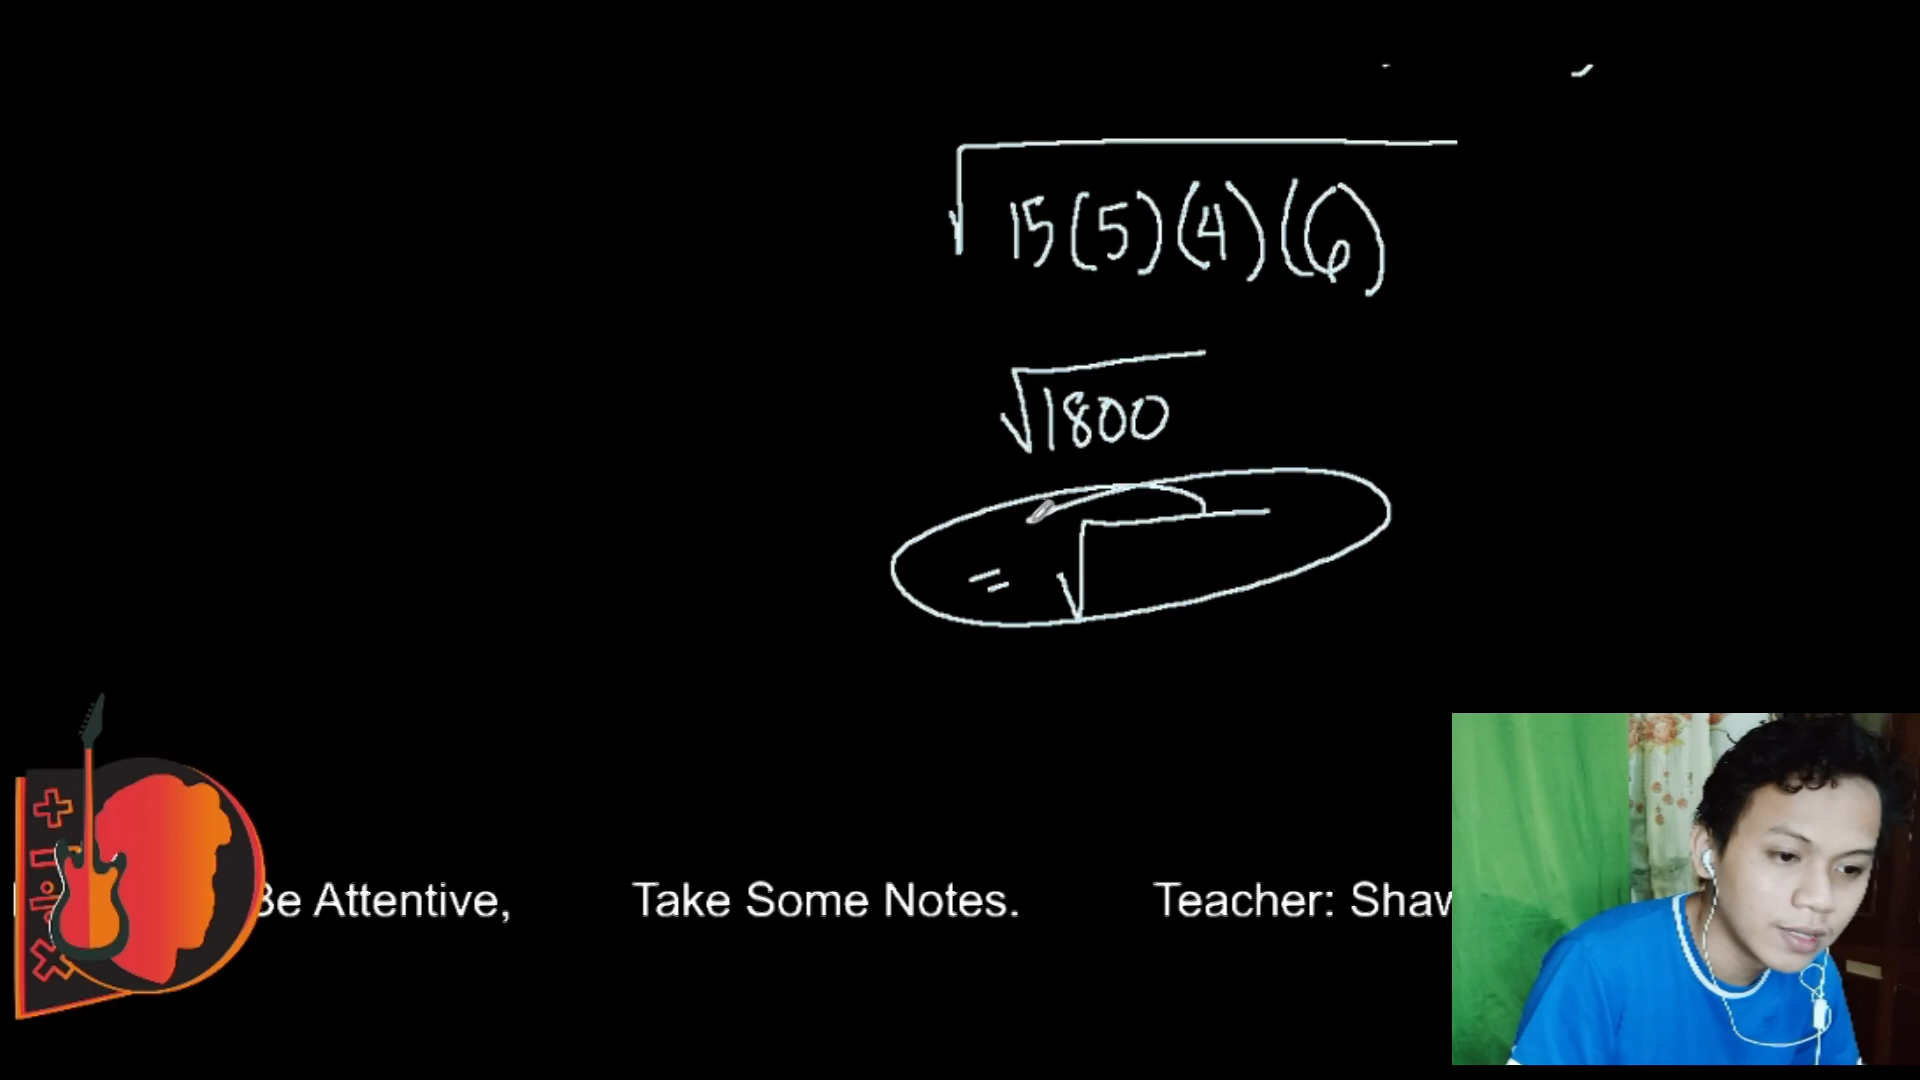 √15(5)(4)(6)
√1800
= √
Be Attentive, Take Some Notes. Teacher: Shaw